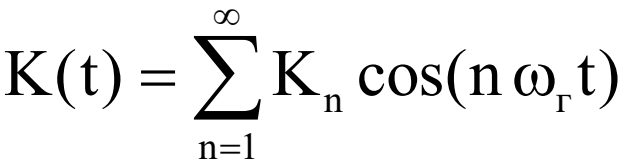 K(t) = ∑_{n=1}^{∞} K_n cos(n ω_г t)